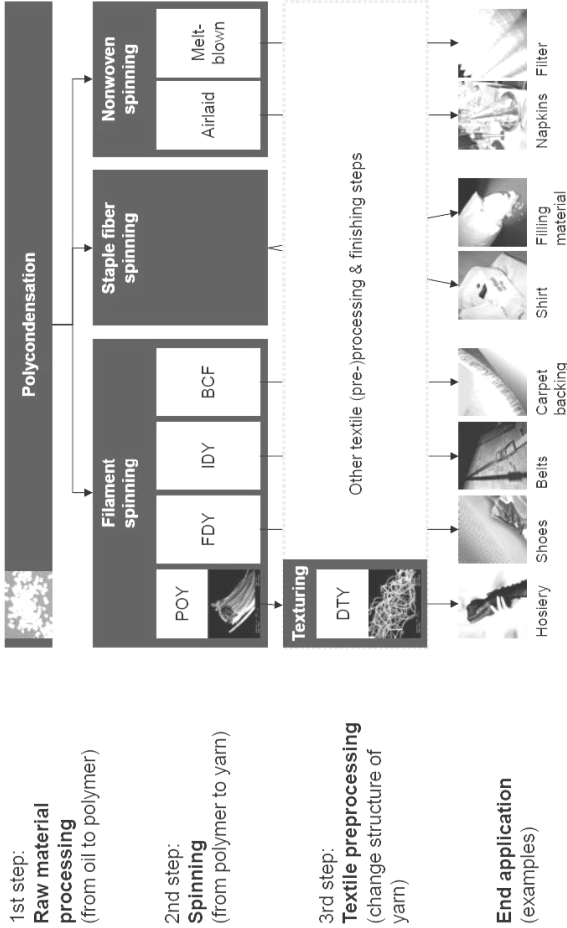 1st step:
Raw material
processing
(from oil to polymer)
Polycondensation
2nd step:
Spinning
(from polymer to yarn)
Filament
spinning
POY
FDY
IDY
BCF
Staple fiber
spinning
Nonwoven
spinning
Airlaid
Melt-
blown
3rd step:
Textile preprocessing
(change structure of
yarn)
Texturing
DTY
Other textile (pre-)processing & finishing steps
End application
(examples)
Hosiery
Shoes
Belts
Carpet
backing
Shirt
Filling
material
Napkins
Filter